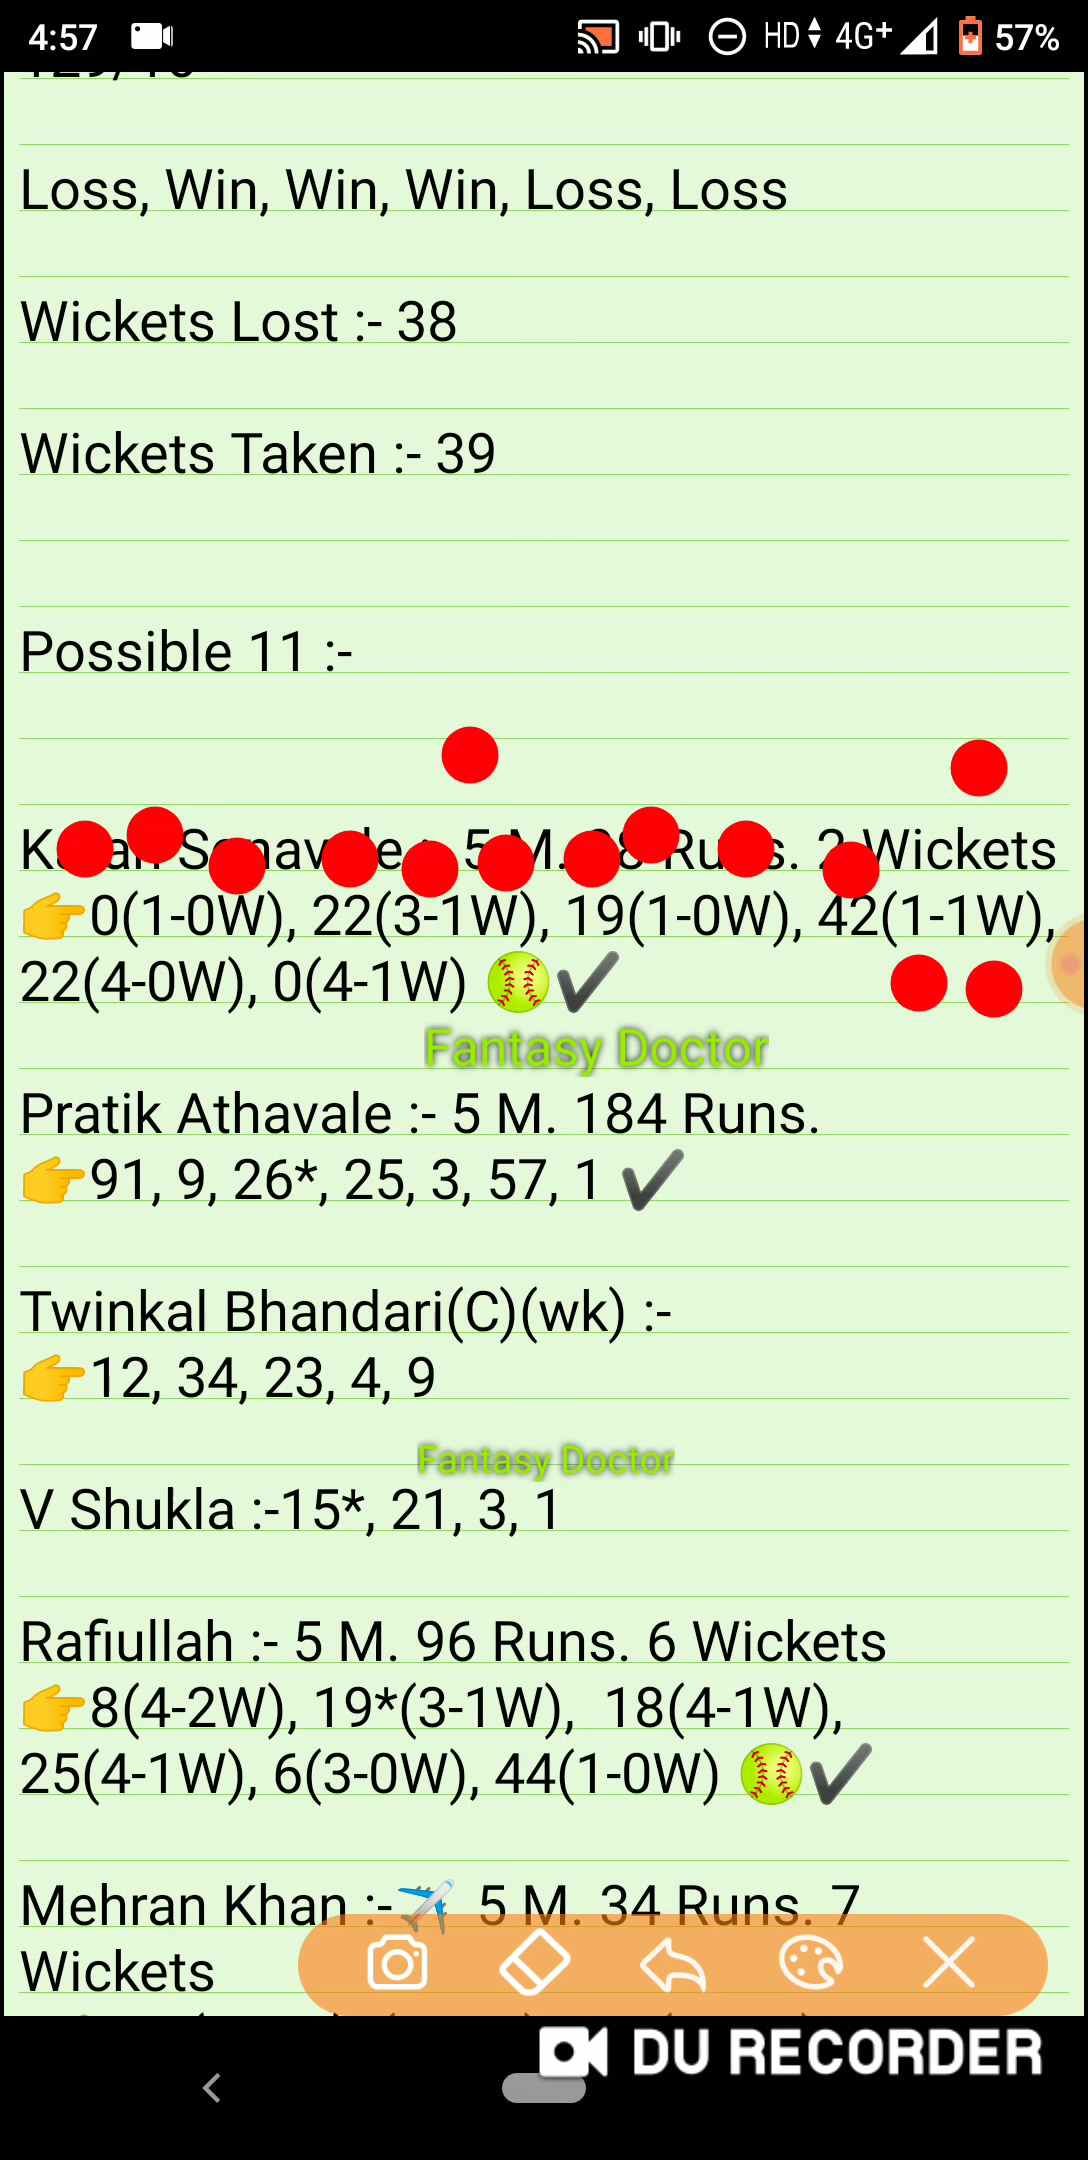 4:57 HD 4G+ 57%
Loss, Win, Win, Win, Loss, Loss
Wickets Lost :- 38
Wickets Taken :- 39
Possible 11 :-
5 M. Wickets
0(1-0W), 22(3-1W), 19(1-0W), 42(1-1W),
22(4-0W), 0(4-1W)
Fantasy Doctor
Pratik Athavale :- 5 M. 184 Runs.
91, 9, 26*, 25, 3, 57, 1
Twinkal Bhandari(C)(wk) :-
12, 34, 23, 4, 9
Fantasy Doctor
V Shukla :-15*, 21, 3, 1
Rafiullah :- 5 M. 96 Runs. 6 Wickets
8(4-2W), 19*(3-1W), 18(4-1W),
25(4-1W), 6(3-0W), 44(1-0W)
Mehran Khan :- 5 M. 34 Runs. 7
Wickets
DU RECORDER